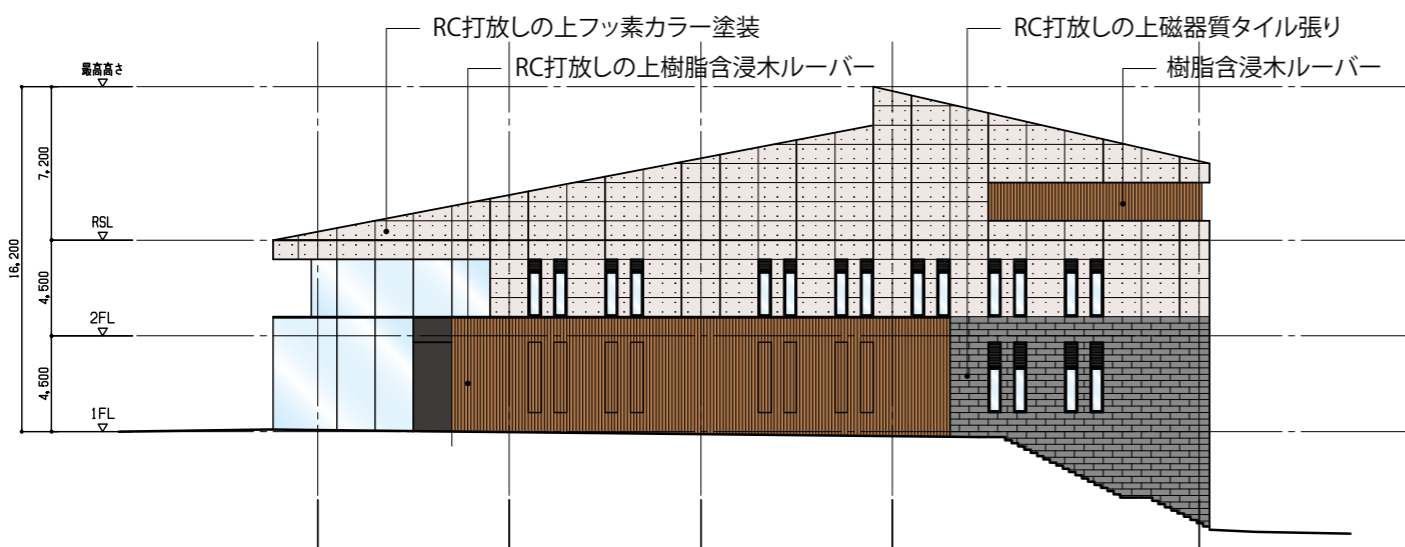 RC打放しの上フッ素カラー塗装
RC打放しの上磁器質タイル張り
RC打放しの上樹脂含浸木ルーバー
樹脂含浸木ルーバー
最高高さ
7,200
RSL
16,200
4,500
2FL
4,500
1FL